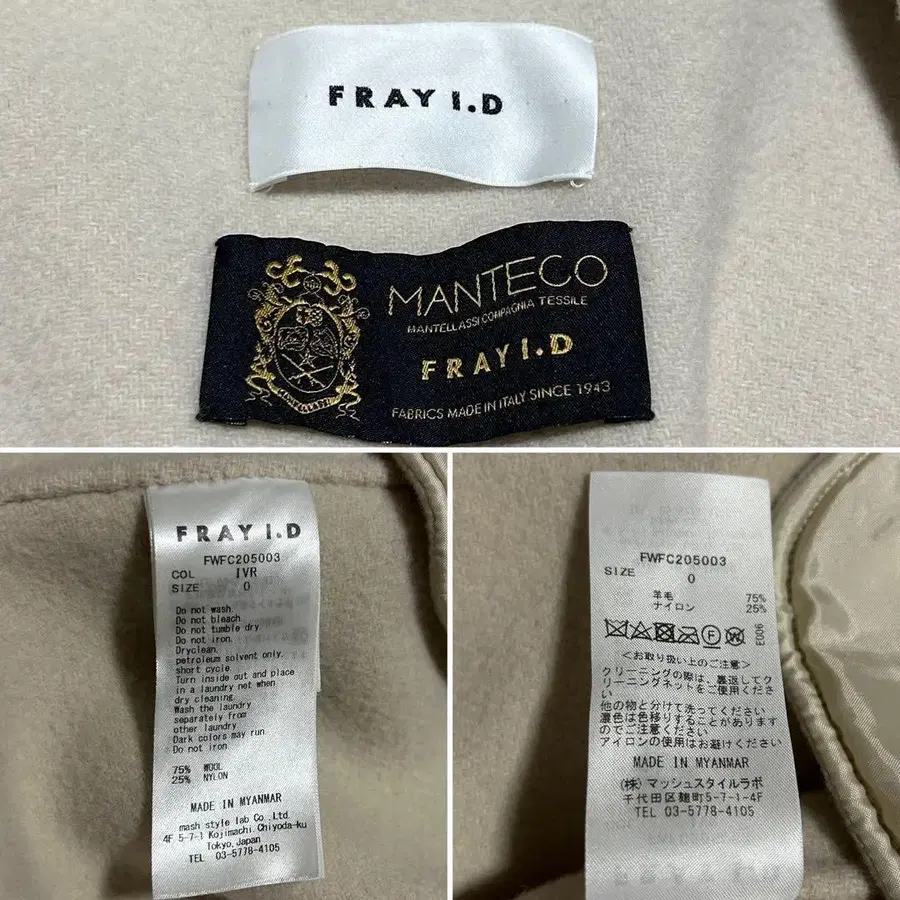 FRAY I.D
MANTECO
MANTELLASSI COMPAGNIA TESSILE
FRAY I.D
FABRICS MADE IN ITALY SINCE 1943
MANTELLASSI
FRAY I.D
FWFC205003
COL IVR
SIZE 0
Do not wash.
Do not bleach.
Do not tumble dry.
Do not iron.
Dryclean,
petroleum solvent only,
short cycle.
Turn inside out and place
in a laundry net when
dry cleaning.
Wash the laundry
separately from
other laundry.
Dark colors may run.
Do not iron
75% WOOL
25% NYLON
MADE IN MYANMAR
mash style lab Co.,Ltd.
4F 5-7-1 Kojimachi,Chiyoda-ku
Tokyo,Japan
TEL 03-5778-4105
FWFC205003
SIZE 0
羊毛 75%
ナイロン 25%
E006
<お取り扱い上のご注意>
クリーニングの際は、裏返してク
リーニングネットをご使用くださ
い
他の物と分けて洗ってください
濃色は色移りすることがあります
のでご注意ください
アイロンの使用はお避けください
MADE IN MYANMAR
(株)マッシュスタイルラボ
千代田区麹町5-7-1-4F
TEL 03-5778-4105